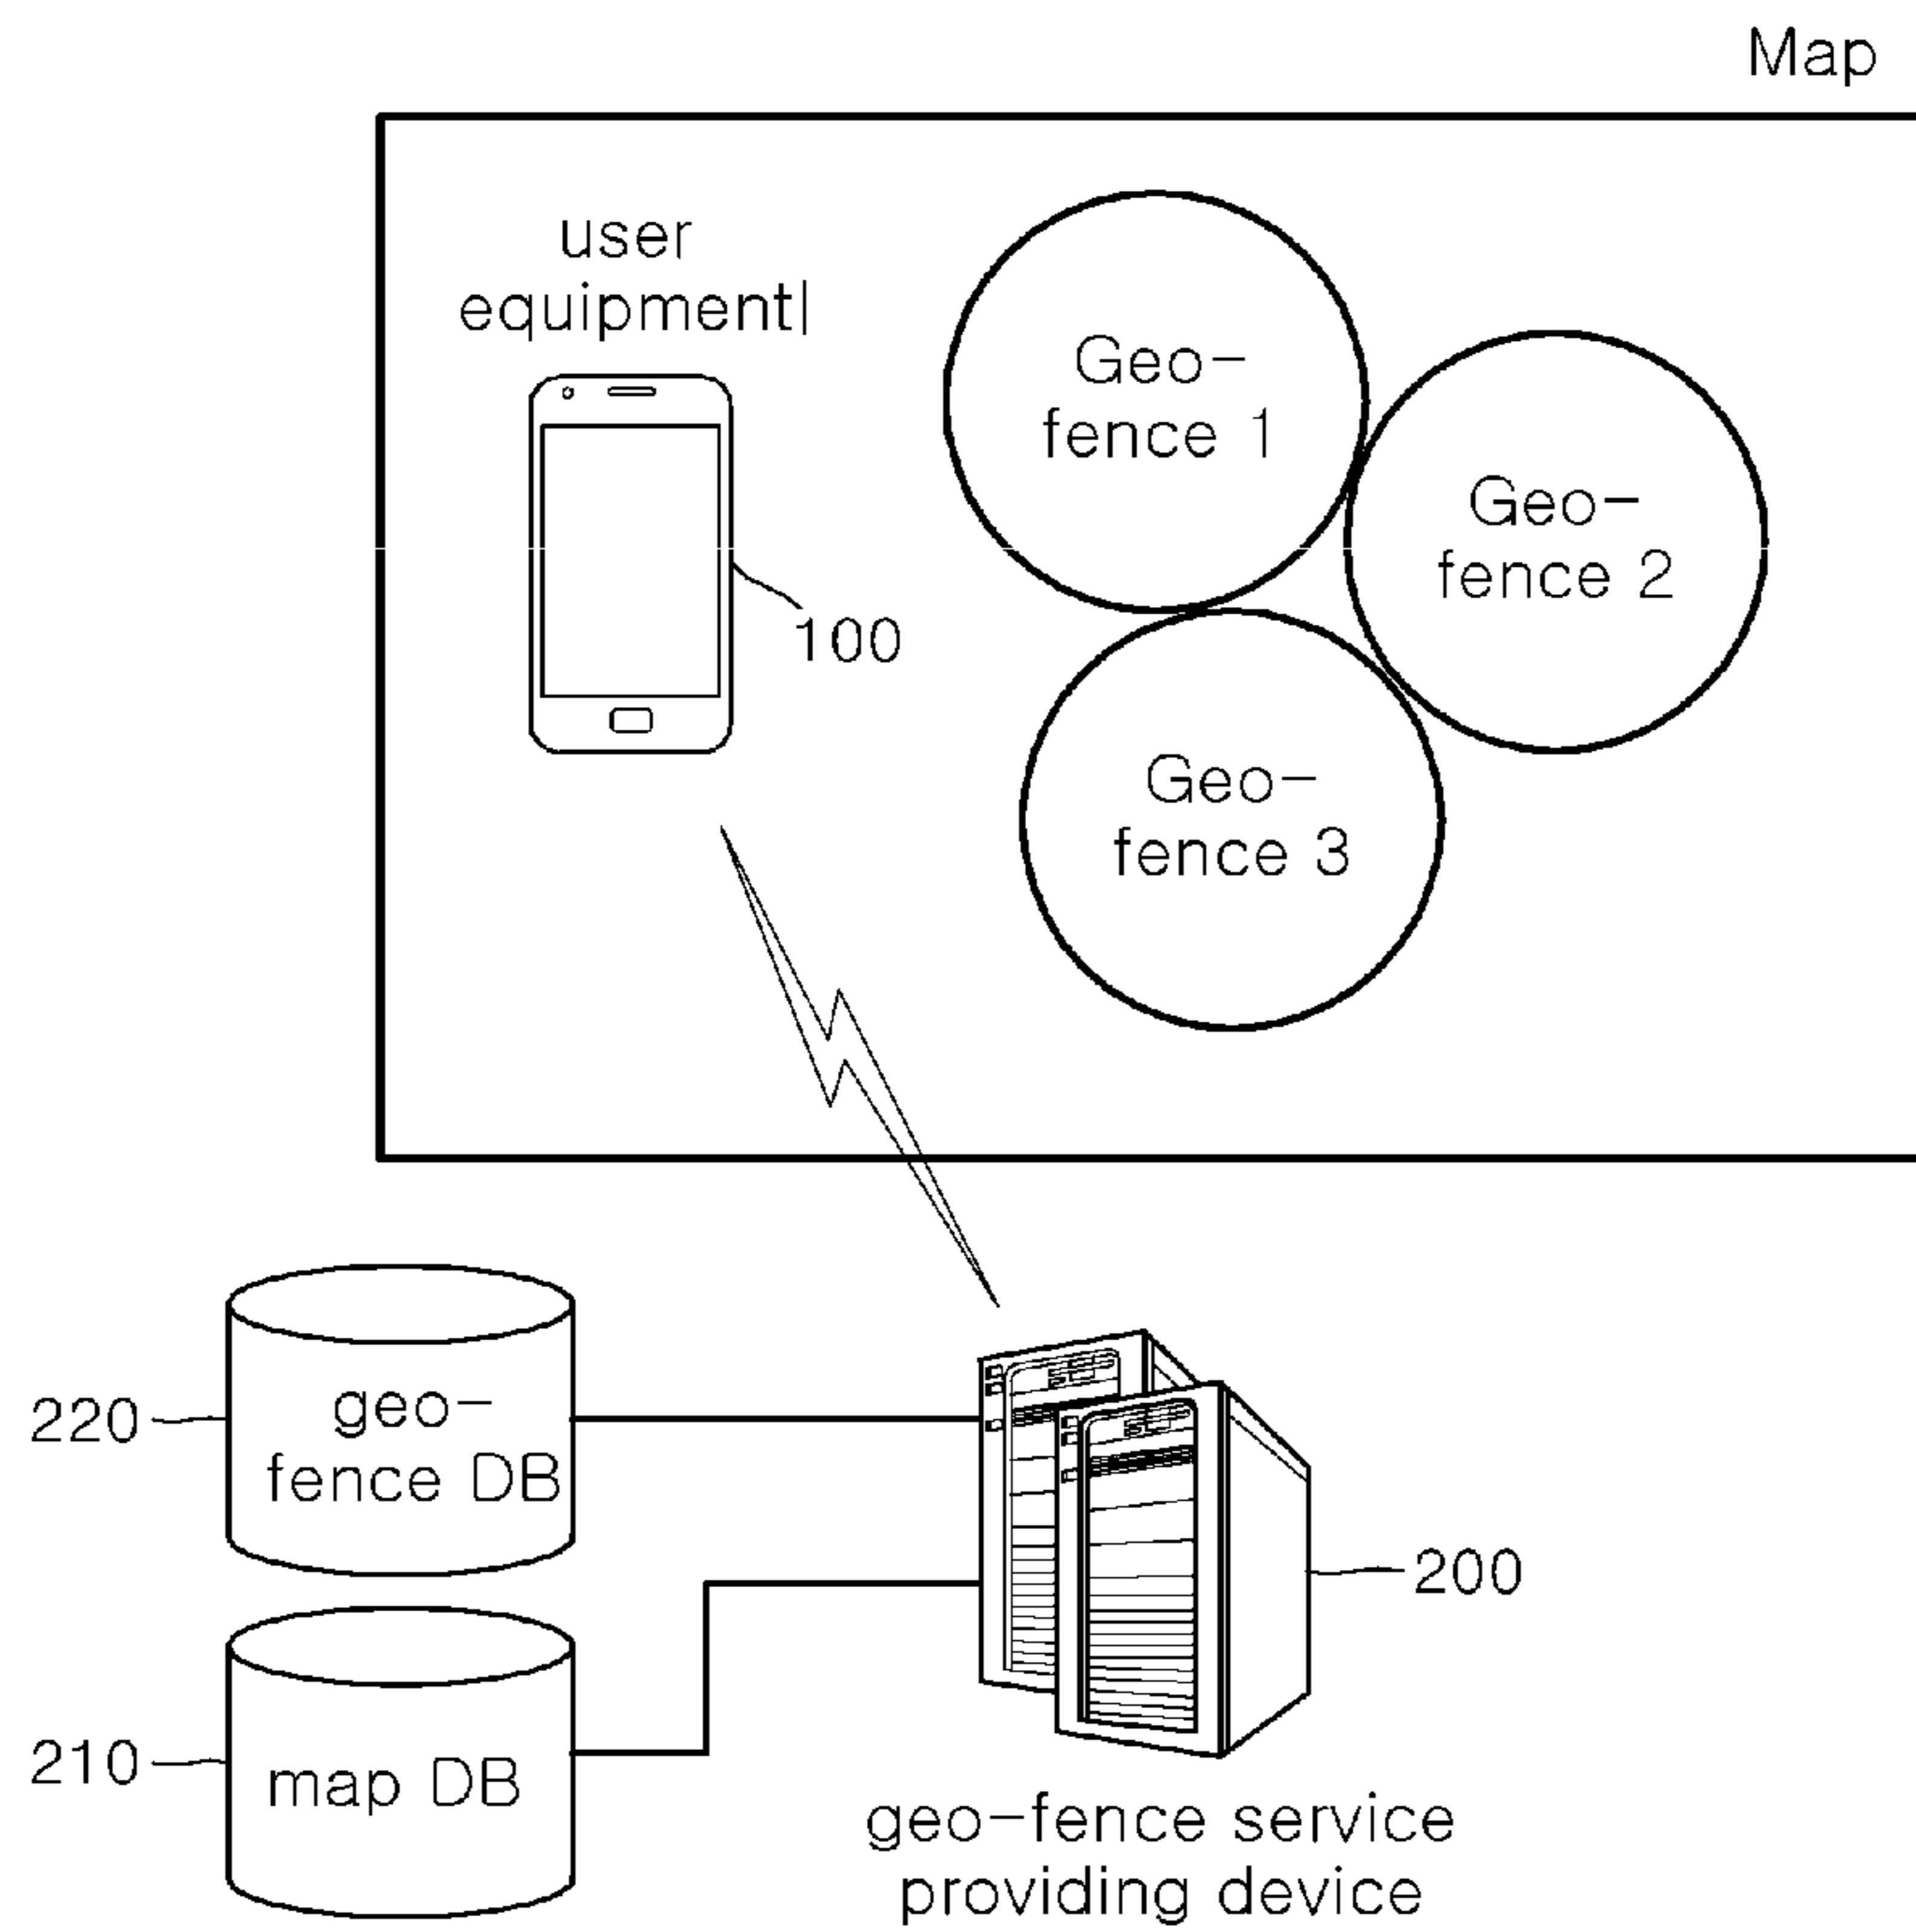 Map
user
equipment|
100
Geo-
fence 1
Geo-
fence 2
Geo-
fence 3
220
geo-
fence DB
210
map DB
200
geo-fence service
providing device